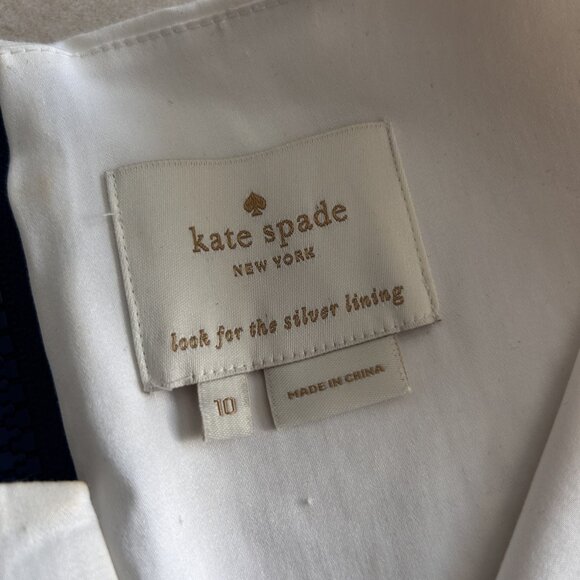 kate spade
NEW YORK
look for the silver lining
10
MADE IN CHINA